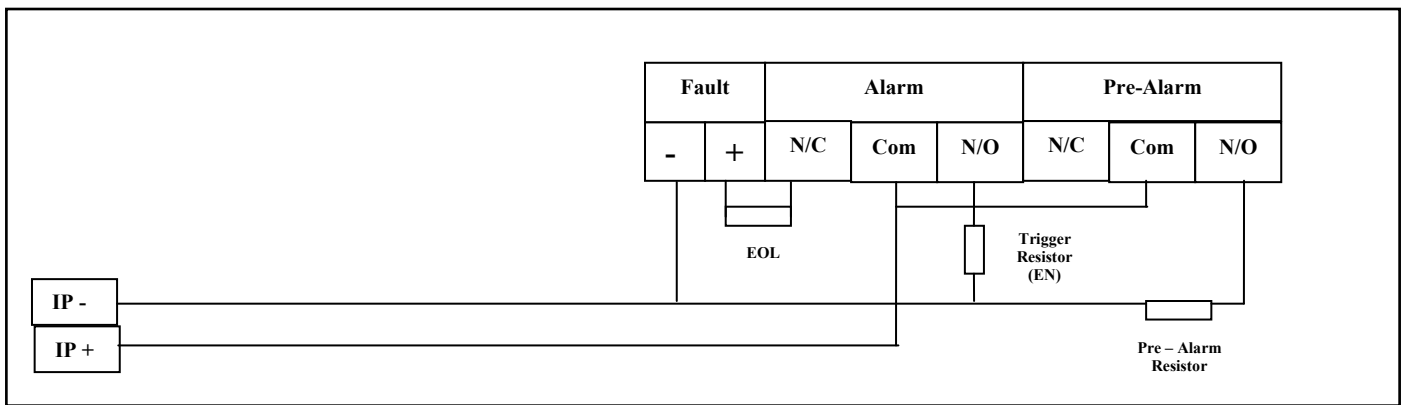 Fault Alarm Pre-Alarm
- + N/C Com N/O N/C Com N/O
EOL
Trigger
Resistor
(EN)
IP -
IP +
Pre – Alarm
Resistor